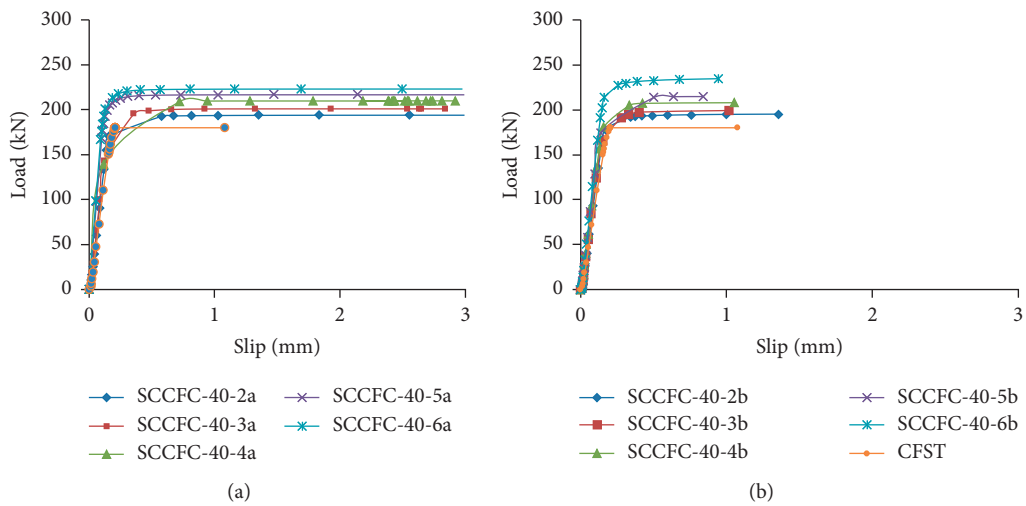 300
250
200
150
100
50
0
Load (kN)
0
1
2
3
Slip (mm)
SCCFC-40-2a
SCCFC-40-3a
SCCFC-40-4a
SCCFC-40-5a
SCCFC-40-6a
(a)
300
250
200
150
100
50
0
Load (kN)
0
1
2
3
Slip (mm)
SCCFC-40-2b
SCCFC-40-3b
SCCFC-40-4b
SCCFC-40-5b
SCCFC-40-6b
CFST
(b)